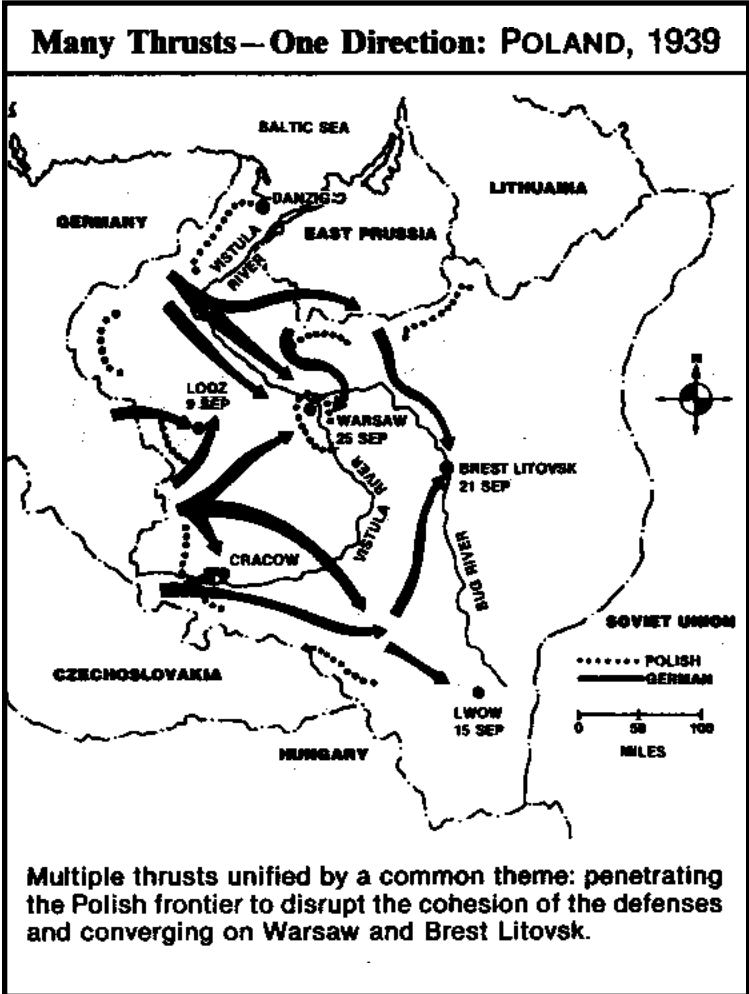 Many Thrusts—One Direction: POLAND, 1939
BALTIC SEA
LITHUANIA
DANZIG
GERMANY
EAST PRUSSIA
VISTULA
RIVER
N
LODZ
9 SEP
WARSAW
25 SEP
BREST LITOVSK
21 SEP
VISTULA
RIVER
CRACOW
BUG RIVER
SOVIET UNION
POLISH
GERMAN
CZECHOSLOVAKIA
LWOW
15 SEP
0 50 100
MILES
HUNGARY
Multiple thrusts unified by a common theme: penetrating
the Polish frontier to disrupt the cohesion of the defenses
and converging on Warsaw and Brest Litovsk.